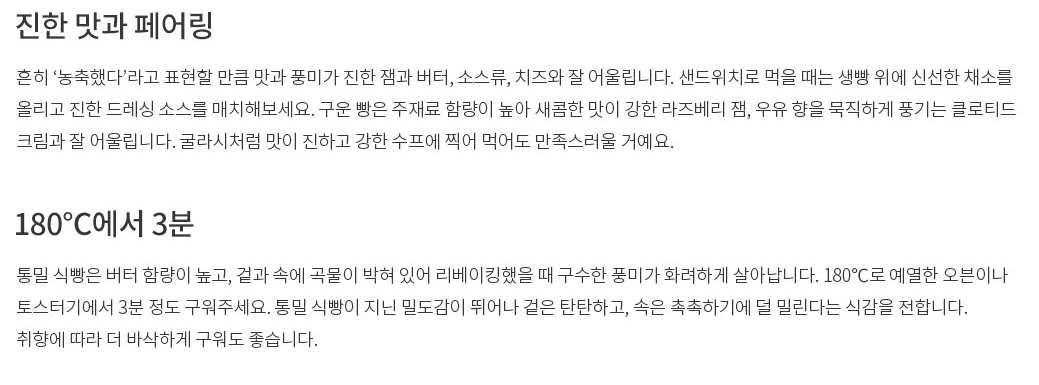 진한 맛과 페어링
흔히 ‘농축했다’라고 표현할 만큼 맛과 풍미가 진한 잼과 버터, 소스류, 치즈와 잘 어울립니다. 샌드위치로 먹을 때는 생빵 위에 신선한 채소를
올리고 진한 드레싱 소스를 매치해보세요. 구운 빵은 주재료 함량이 높아 새콤한 맛이 강한 라즈베리 잼, 우유 향을 묵직하게 풍기는 클로티드
크림과 잘 어울립니다. 굴라시처럼 맛이 진하고 강한 수프에 찍어 먹어도 만족스러울 거예요.
180℃에서 3분
통밀 식빵은 버터 함량이 높고, 겉과 속에 곡물이 박혀 있어 리베이킹했을 때 구수한 풍미가 화려하게 살아납니다. 180℃로 예열한 오븐이나
토스터기에서 3분 정도 구워주세요. 통밀 식빵이 지닌 밀도감이 뛰어나 겉은 탄탄하고, 속은 촉촉하기에 덜 밀린다는 식감을 전합니다.
취향에 따라 더 바삭하게 구워도 좋습니다.